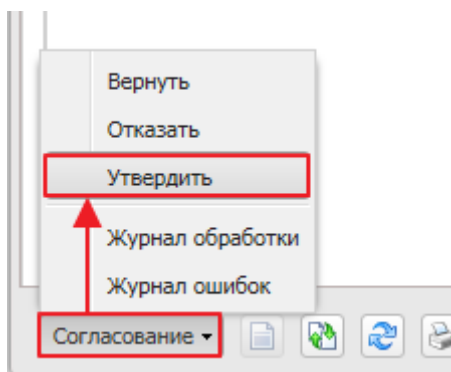 Вернуть
Отказать
Утвердить
Журнал обработки
Журнал ошибок
Согласование